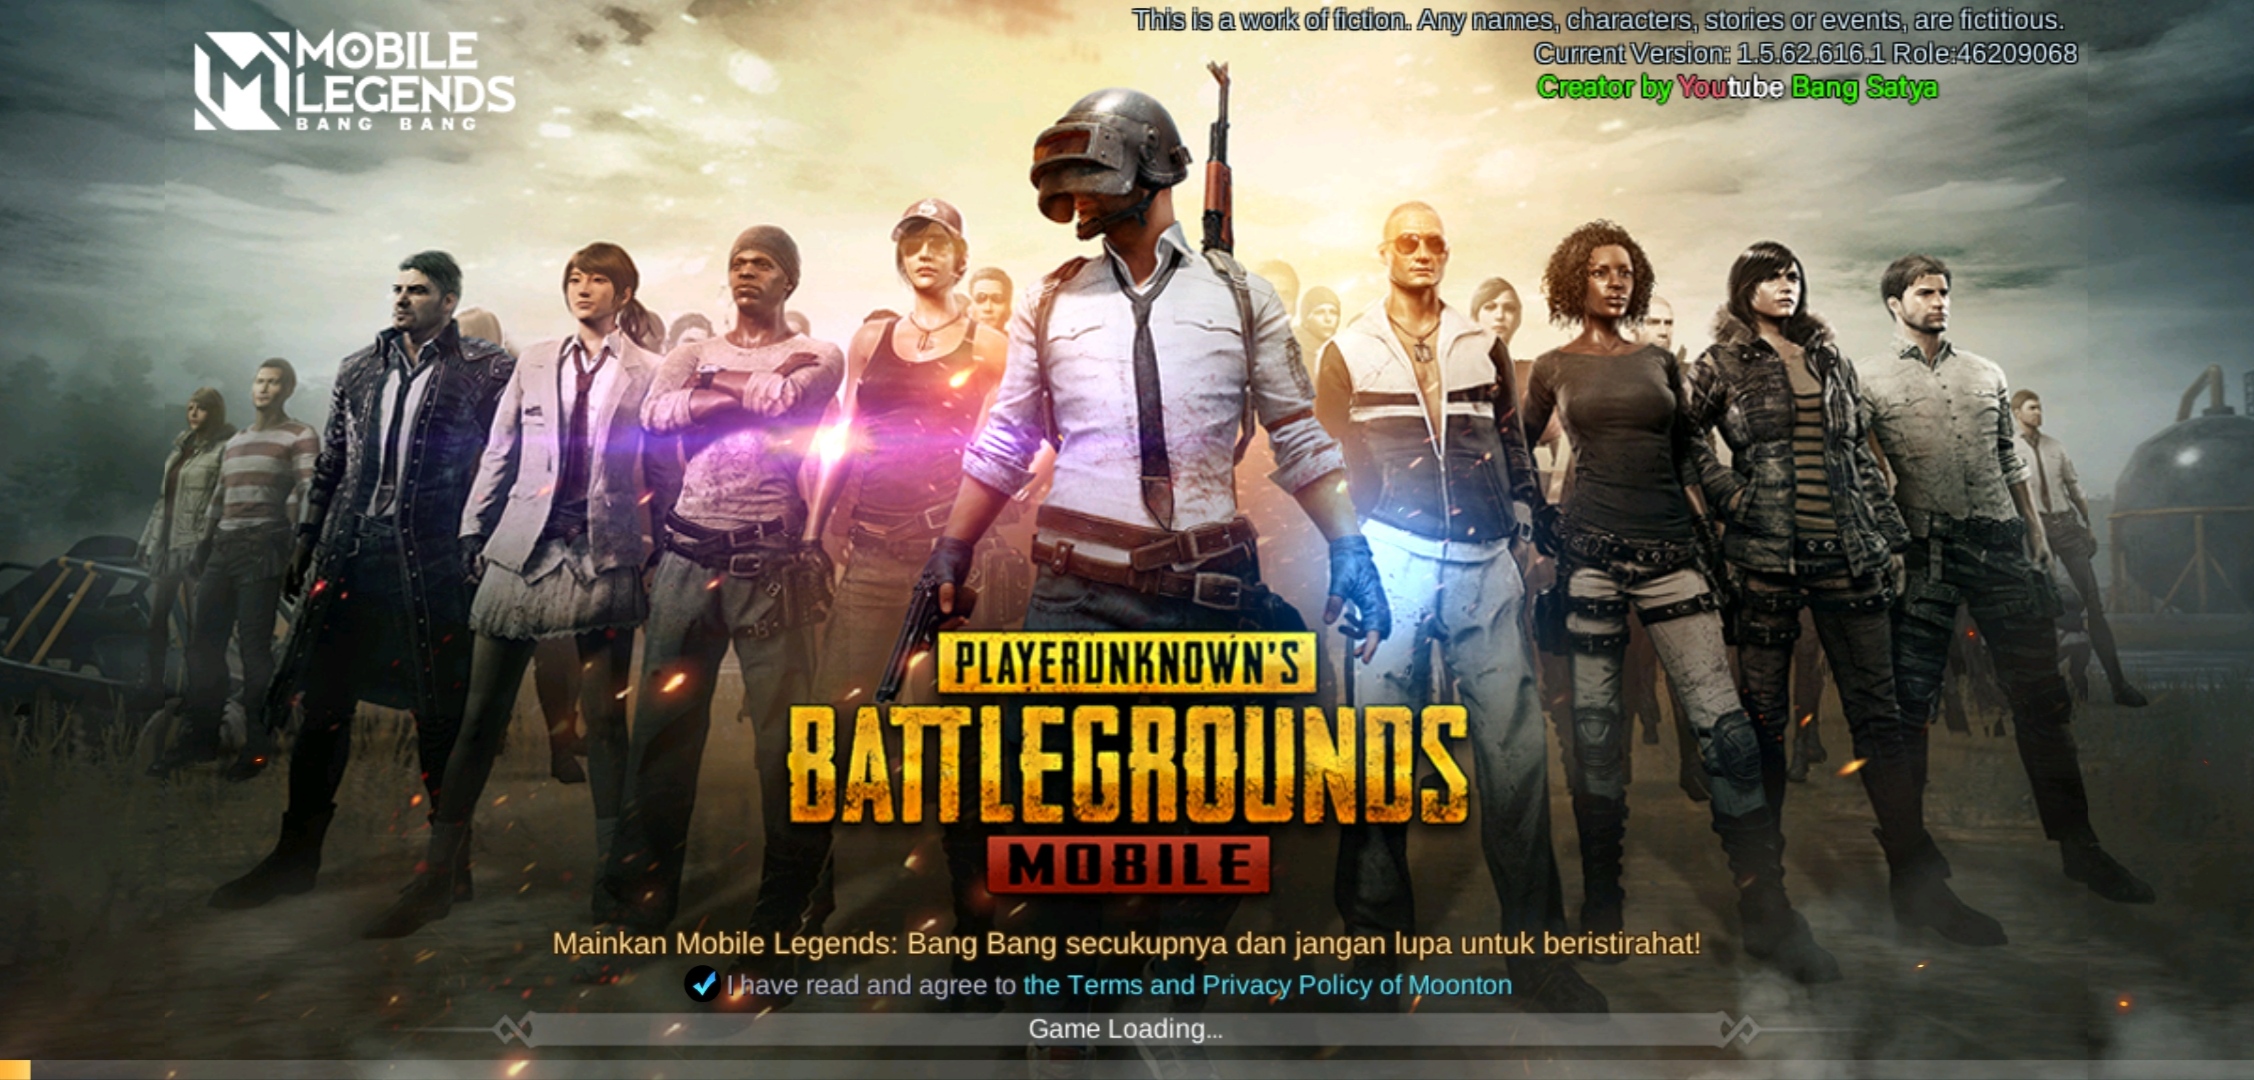 MOBILE
LEGENDS
BANG BANG
This is a work of fiction. Any names, characters, stories or events, are fictitious.
Current Version: 1.5.62.616.1 Role:46209068
Creator by Youtube Bang Satya
PLAYERUNKNOWN'S
BATTLEGROUNDS
MOBILE
Mainkan Mobile Legends: Bang Bang secukupnya dan jangan lupa untuk beristirahat!
I have read and agree to the Terms and Privacy Policy of Moonton
Game Loading...